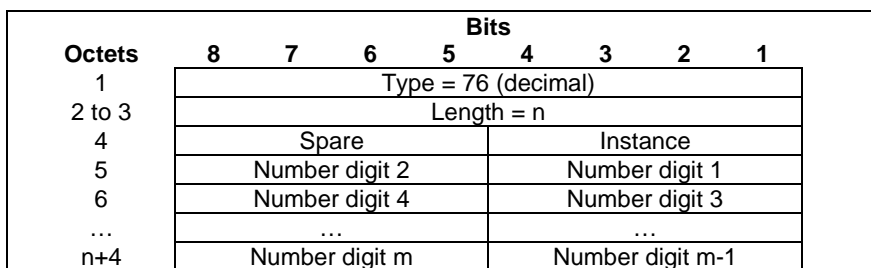 Bits
Octets 8 7 6 5 4 3 2 1
1 Type = 76 (decimal)
2 to 3 Length = n
4 Spare Instance
5 Number digit 2 Number digit 1
6 Number digit 4 Number digit 3
… … …
n+4 Number digit m Number digit m-1